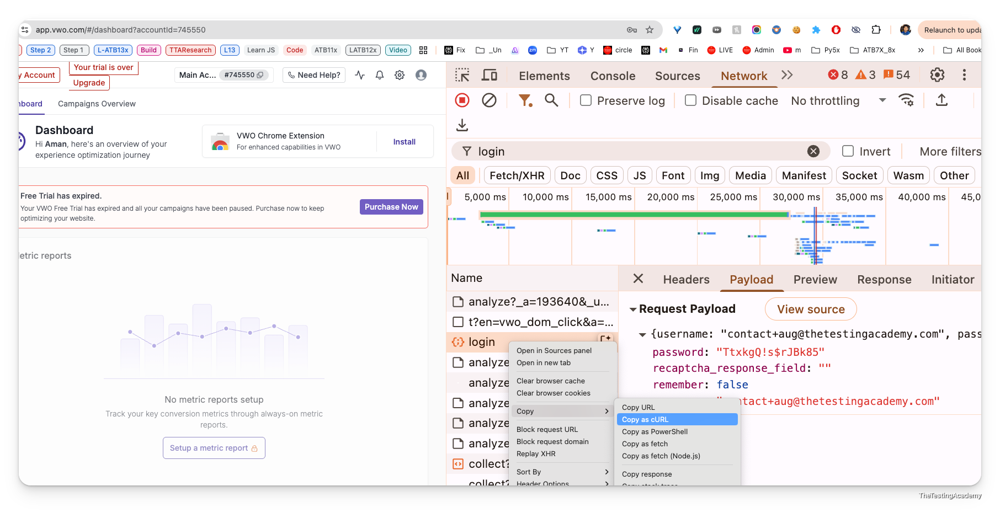 app.vwo.com/#/dashboard?accountId=745550
Relaunch to upda
Step 2
Step 1
L-ATB13x
Build
TTAResearch
L13
Learn JS
Code
ATB11x
LATB12x
Video
Fix
_Un
zm
YT
Y
circle
Fin
LIVE
Admin
m
Py5x
ATB7X_8x
»
All Book
y Account
Your trial is over
Upgrade
Main Ac...
#745550
Need Help?
hboard
Campaigns Overview
Dashboard
Hi Aman, here's an overview of your
experience optimization journey
VWO Chrome Extension
For enhanced capabilities in VWO
Install
Free Trial has expired.
Your VWO Free Trial has expired and all your campaigns have been paused. Purchase now to keep
optimizing your website.
Purchase Now
etric reports
No metric reports setup
Track your key conversion metrics through always-on metric
reports.
Setup a metric report
Elements
Console
Sources
Network
8
3
54
Preserve log
Disable cache
No throttling
login
Invert
More filters
All
Fetch/XHR
Doc
CSS
JS
Font
Img
Media
Manifest
Socket
Wasm
Other
5,000 ms
10,000 ms
15,000 ms
20,000 ms
25,000 ms
30,000 ms
35,000 ms
40,000 ms
45,0
Name
analyze?_a=193640&_u...
t?en=vwo_dom_click&a=...
login
analyze
analyze
analyze
analyze
analyze
collect?
collect?
Open in Sources panel
Open in new tab
Clear browser cache
Clear browser cookies
Copy
Block request URL
Block request domain
Replay XHR
Sort By
Header Options
Copy URL
Copy as cURL
Copy as PowerShell
Copy as fetch
Copy as fetch (Node.js)
Copy response
Copy stack trace
Headers
Payload
Preview
Response
Initiator
Request Payload
View source
{username: "contact+aug@thetestingacademy.com", pass
password: "TtxkgQ!s$rJBk85"
recaptcha_response_field: ""
remember: false
ntact+aug@thetestingacademy.com"
TheTestingAcademy